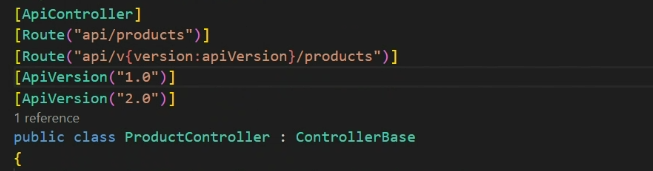 [ApiController]
[Route("api/products")]
[Route("api/v{version:apiVersion}/products")]
[ApiVersion("1.0")]
[ApiVersion("2.0")]
1 reference
public class ProductController : ControllerBase
{